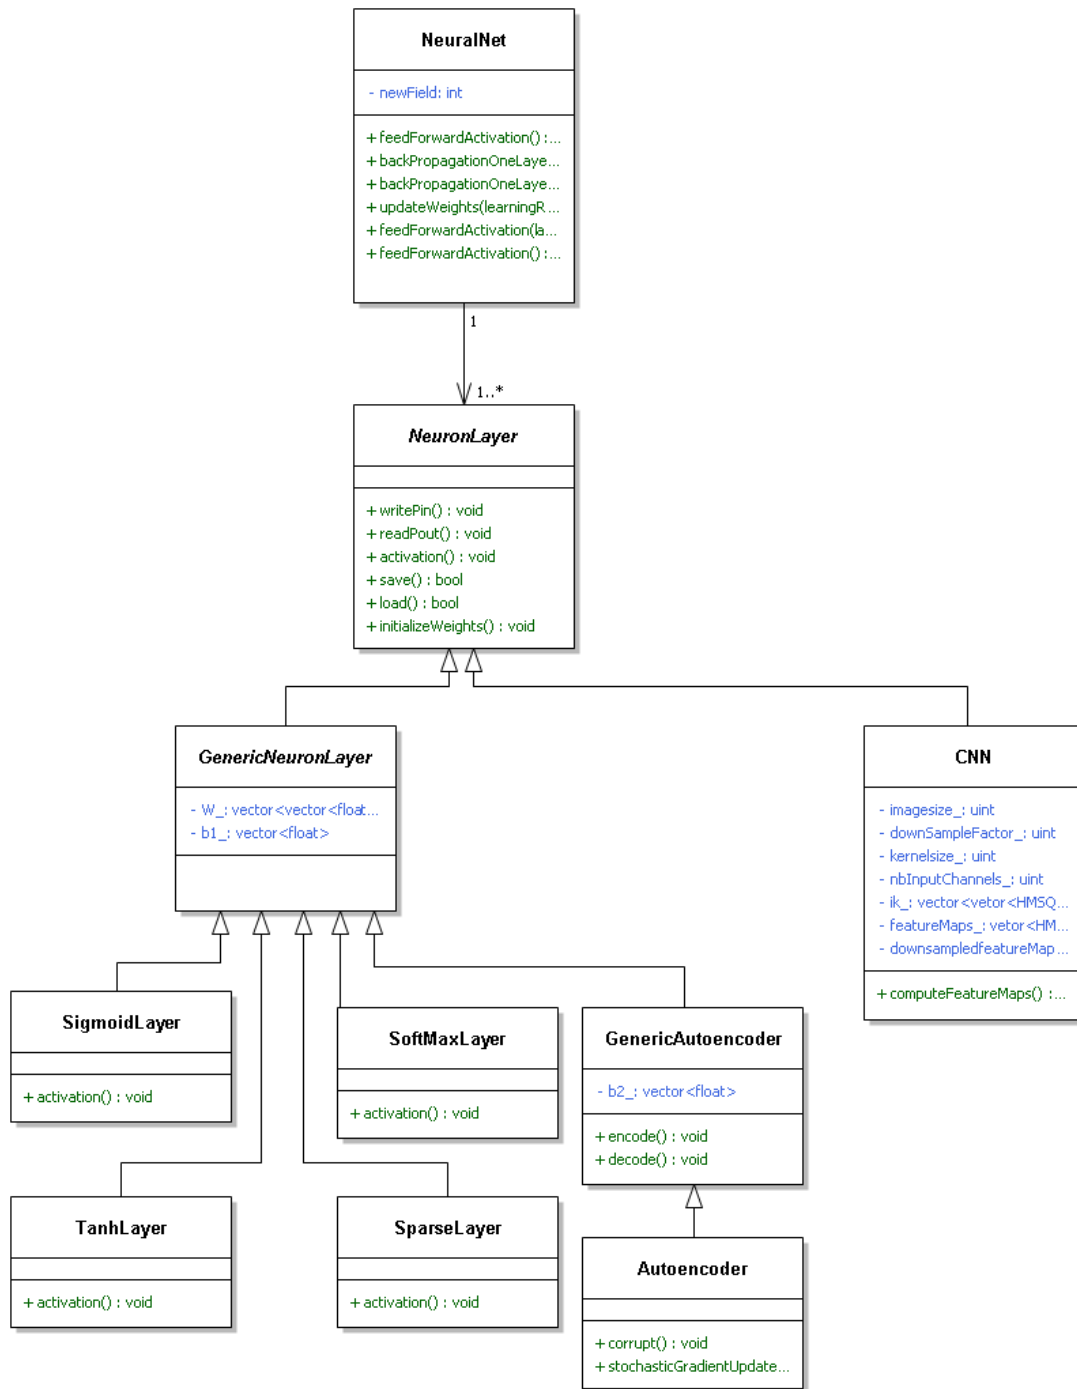 NeuralNet
- newField: int
+ feedForwardActivation() :...
+ backPropagationOneLaye...
+ backPropagationOneLaye...
+ updateWeights(learningR...
+ feedForwardActivation(la...
+ feedForwardActivation() :...
1
1..*
NeuronLayer
+ writePin() : void
+ readPout() : void
+ activation() : void
+ save() : bool
+ load() : bool
+ initializeWeights() : void
GenericNeuronLayer
- W_: vector<vector<float...
- b1_: vector<float>
CNN
- imagesize_: uint
- downSampleFactor_: uint
- kernelsize_: uint
- nbInputChannels_: uint
- ik_: vector<vetor<HMSQ...
- featureMaps_: vetor<HM...
- downsampledfeatureMap...
+ computeFeatureMaps() :...
SigmoidLayer
+ activation() : void
SoftMaxLayer
+ activation() : void
GenericAutoencoder
- b2_: vector<float>
+ encode() : void
+ decode() : void
TanhLayer
+ activation() : void
SparseLayer
+ activation() : void
Autoencoder
+ corrupt() : void
+ stochasticGradientUpdate...